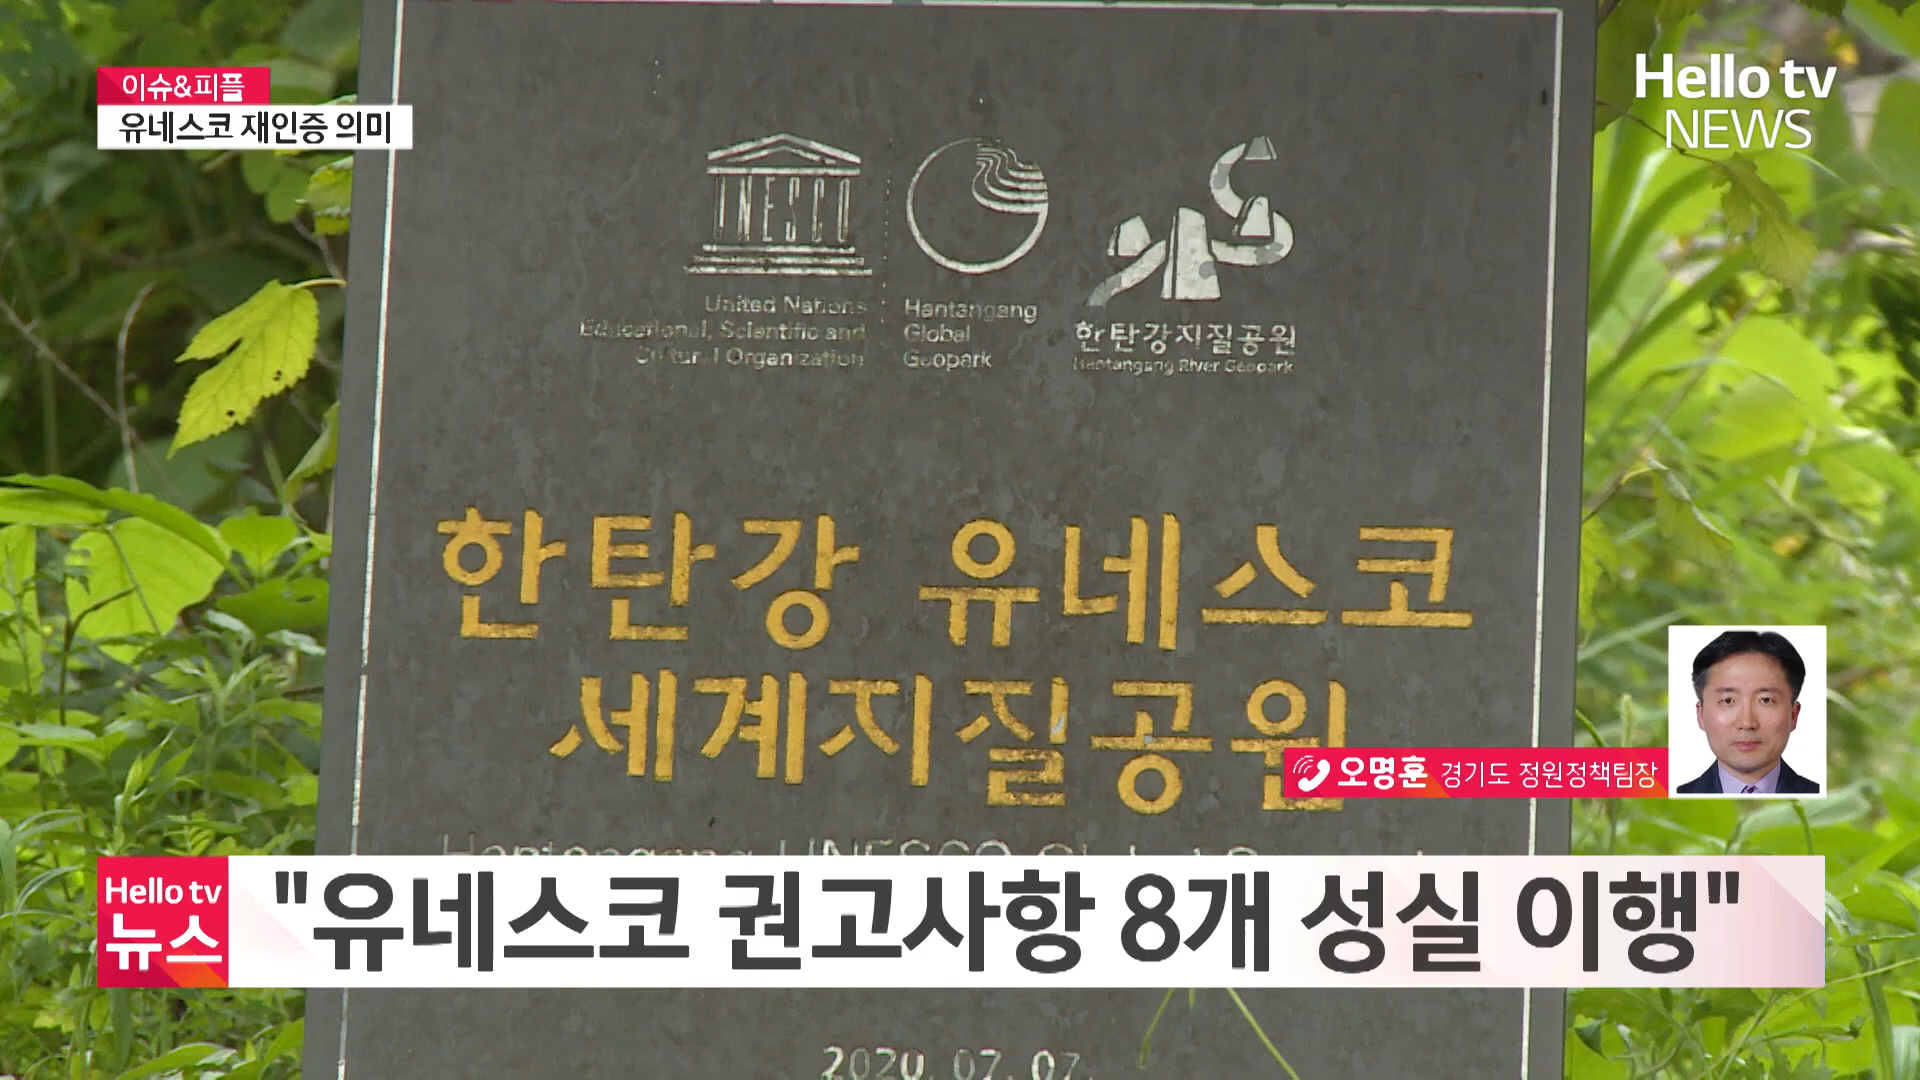 이슈&피플
유네스코 재인증 의미
Hello tv
NEWS
UNESCO
United Nations
Educational, Scientific and
Cultural Organization
Hantangang
Global
Geopark
한탄강지질공원
Hantangang River Geopark
한탄강 유네스코
세계지질공원
오명훈 경기도 정원정책팀장
Hello tv
뉴스
"유네스코 권고사항 8개 성실 이행"
2020. 07. 07.